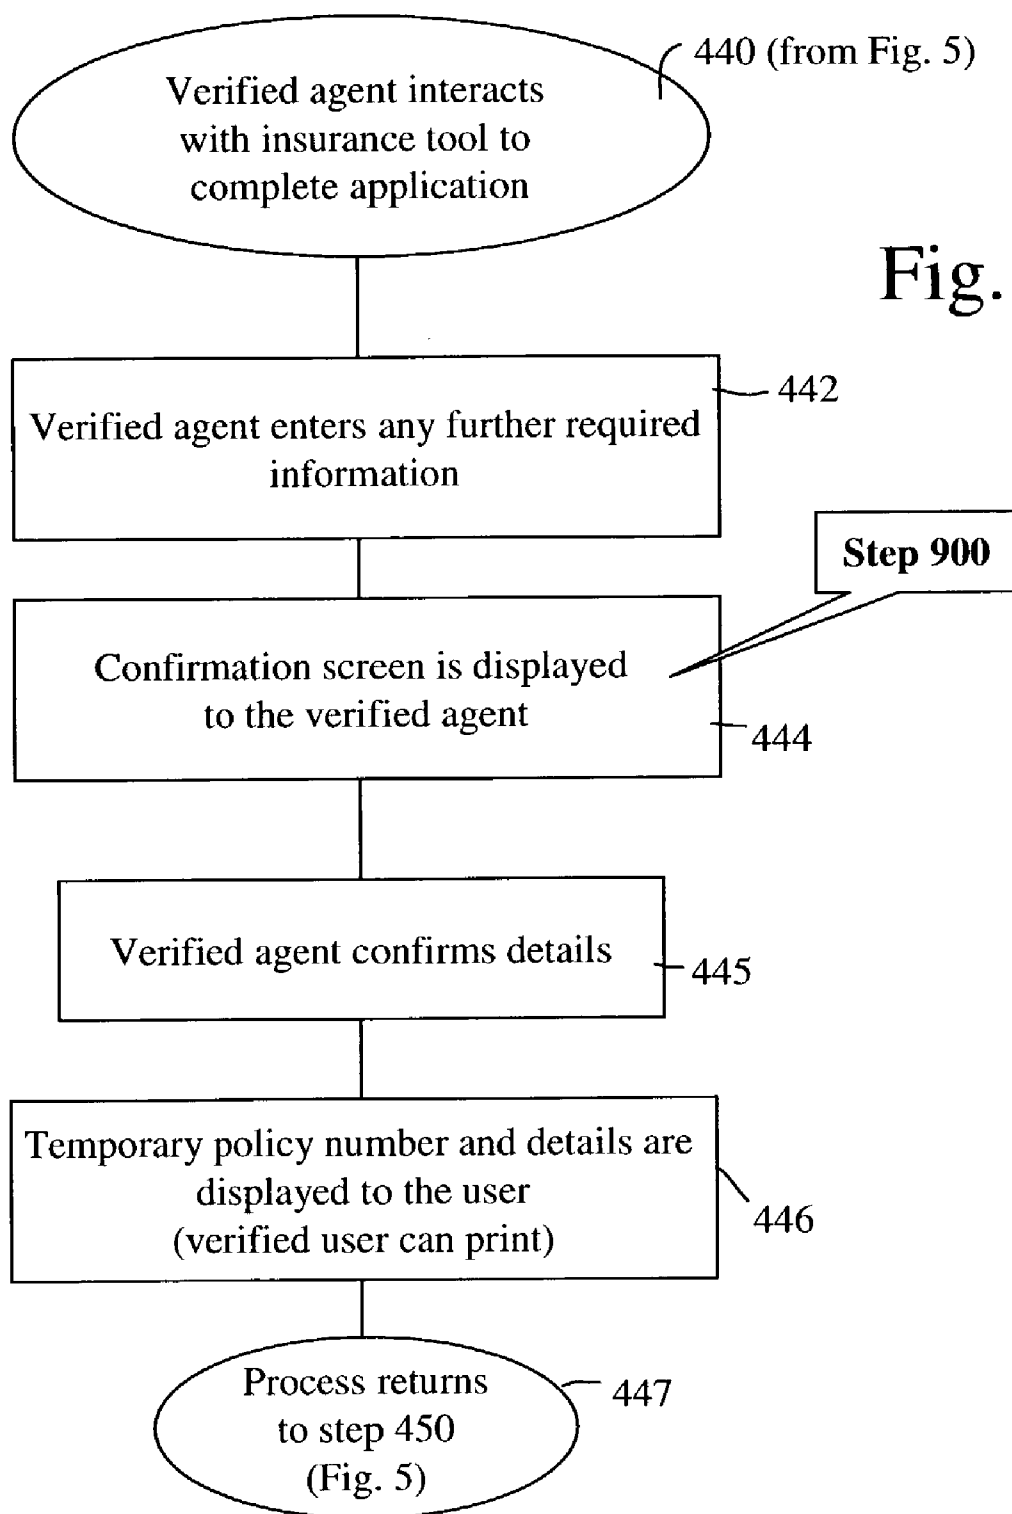 440 (from Fig. 5)
Verified agent interacts
with insurance tool to
complete application
Fig.
442
Verified agent enters any further required
information
Step 900
Confirmation screen is displayed
to the verified agent
444
Verified agent confirms details
445
Temporary policy number and details are
displayed to the user
(verified user can print)
446
Process returns
to step 450
(Fig. 5)
447